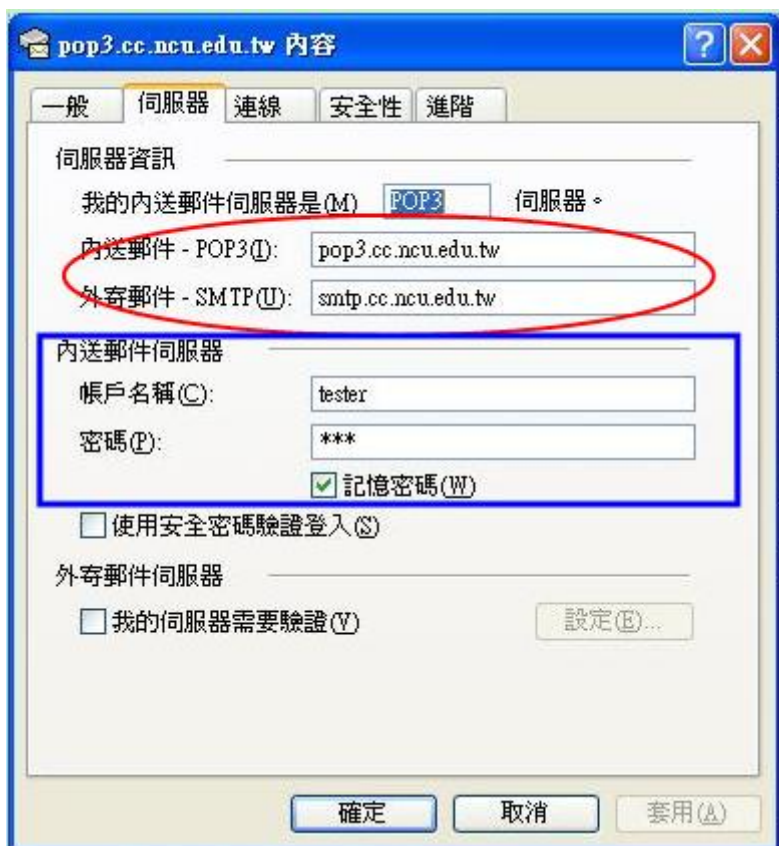 pop3.cc.ncu.edu.tw 內容
一般 伺服器 連線 安全性 進階
伺服器資訊
我的內送郵件伺服器是(M) POP3 伺服器。
內送郵件 - POP3(I): pop3.cc.ncu.edu.tw
外寄郵件 - SMTP(U): smtp.cc.ncu.edu.tw
內送郵件伺服器
帳戶名稱(C): tester
密碼(P): ***
記憶密碼(W)
使用安全密碼驗證登入(S)
外寄郵件伺服器
我的伺服器需要驗證(V) 設定(E)...
確定 取消 套用(A)